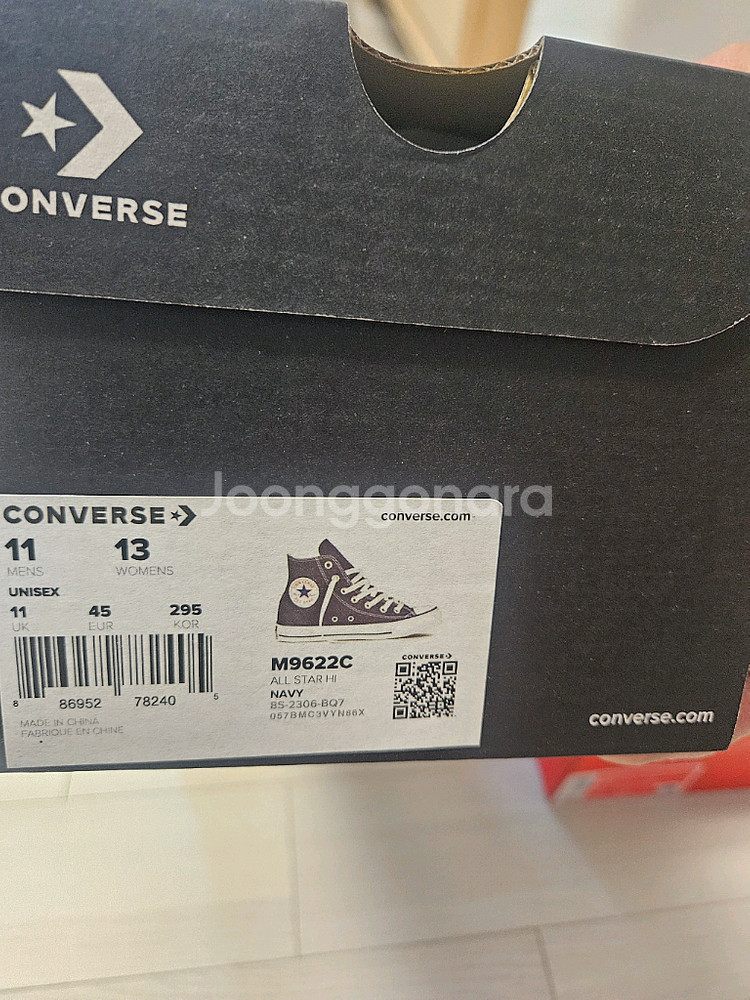 ONVERSE
Joonggonara
CONVERSE
converse.com
11 13
MENS WOMENS
UNISEX
11 45 295
UK EUR KOR
8 86952 78240 5
MADE IN CHINA
FABRIQUE EN CHINE
CONVERSE
M9622C
ALL STAR HI
NAVY
8S-2306-BQ7
057BMC3VYN86X
converse.com